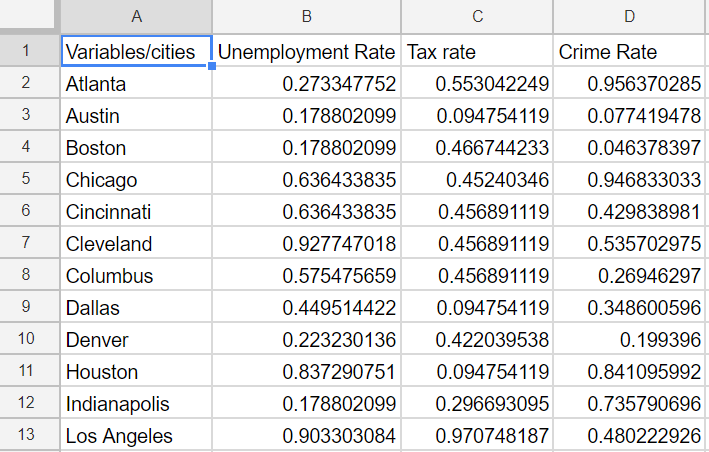 A B C D
1 Variables/cities Unemployment Rate Tax rate Crime Rate
2 Atlanta 0.273347752 0.553042249 0.956370285
3 Austin 0.178802099 0.094754119 0.077419478
4 Boston 0.178802099 0.466744233 0.046378397
5 Chicago 0.636433835 0.45240346 0.946833033
6 Cincinnati 0.636433835 0.456891119 0.429838981
7 Cleveland 0.927747018 0.456891119 0.535702975
8 Columbus 0.575475659 0.456891119 0.26946297
9 Dallas 0.449514422 0.094754119 0.348600596
10 Denver 0.223230136 0.422039538 0.199396
11 Houston 0.837290751 0.094754119 0.841095992
12 Indianapolis 0.178802099 0.296693095 0.735790696
13 Los Angeles 0.903303084 0.970748187 0.480222926